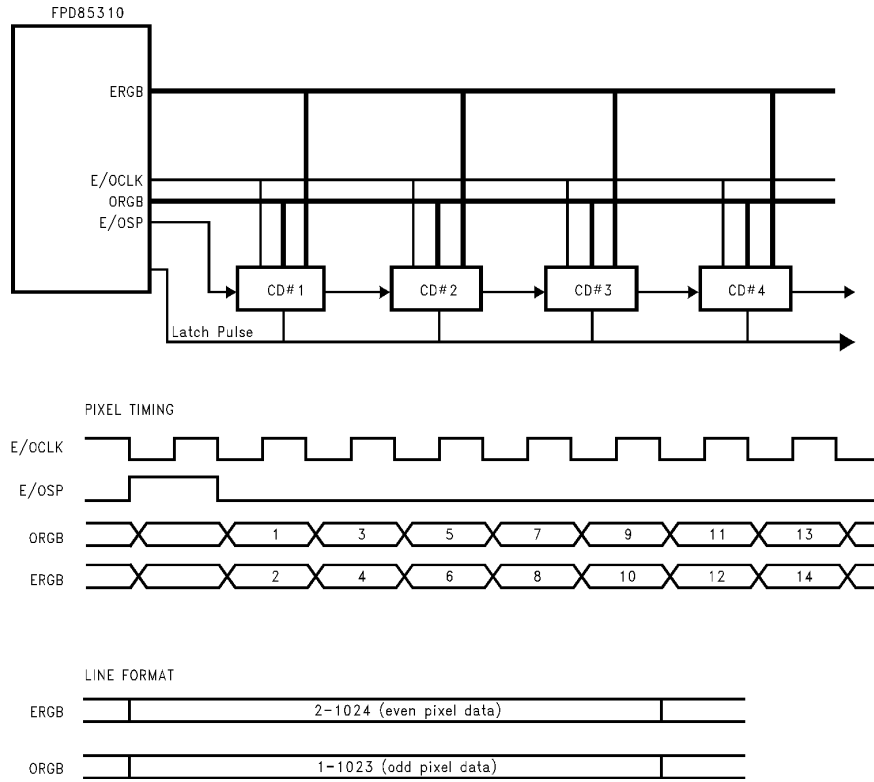 FPD85310
ERGB
E/OCLK
ORGB
E/OSP
CD#1
CD#2
CD#3
CD#4
Latch Pulse
PIXEL TIMING
E/OCLK
E/OSP
ORGB 1 3 5 7 9 11 13
ERGB 2 4 6 8 10 12 14
LINE FORMAT
ERGB 2-1024 (even pixel data)
ORGB 1-1023 (odd pixel data)